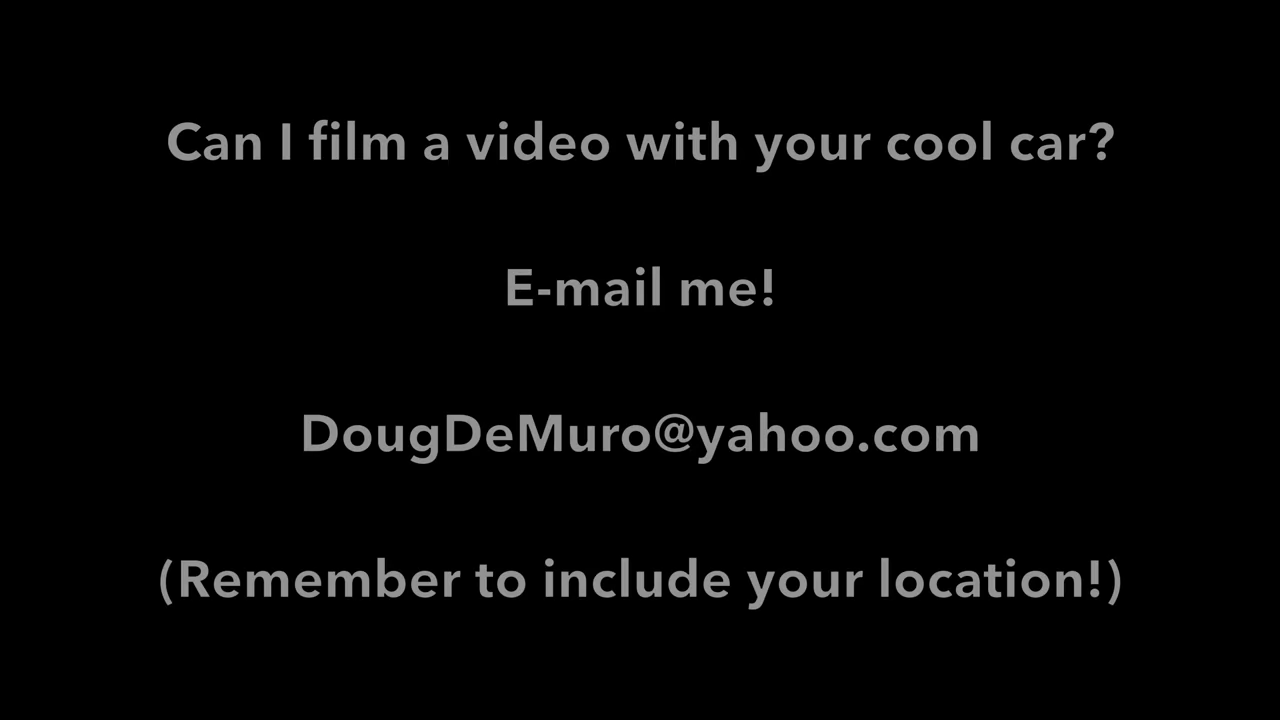 Can I film a video with your cool car?
E-mail me!
DougDeMuro@yahoo.com
(Remember to include your location!)